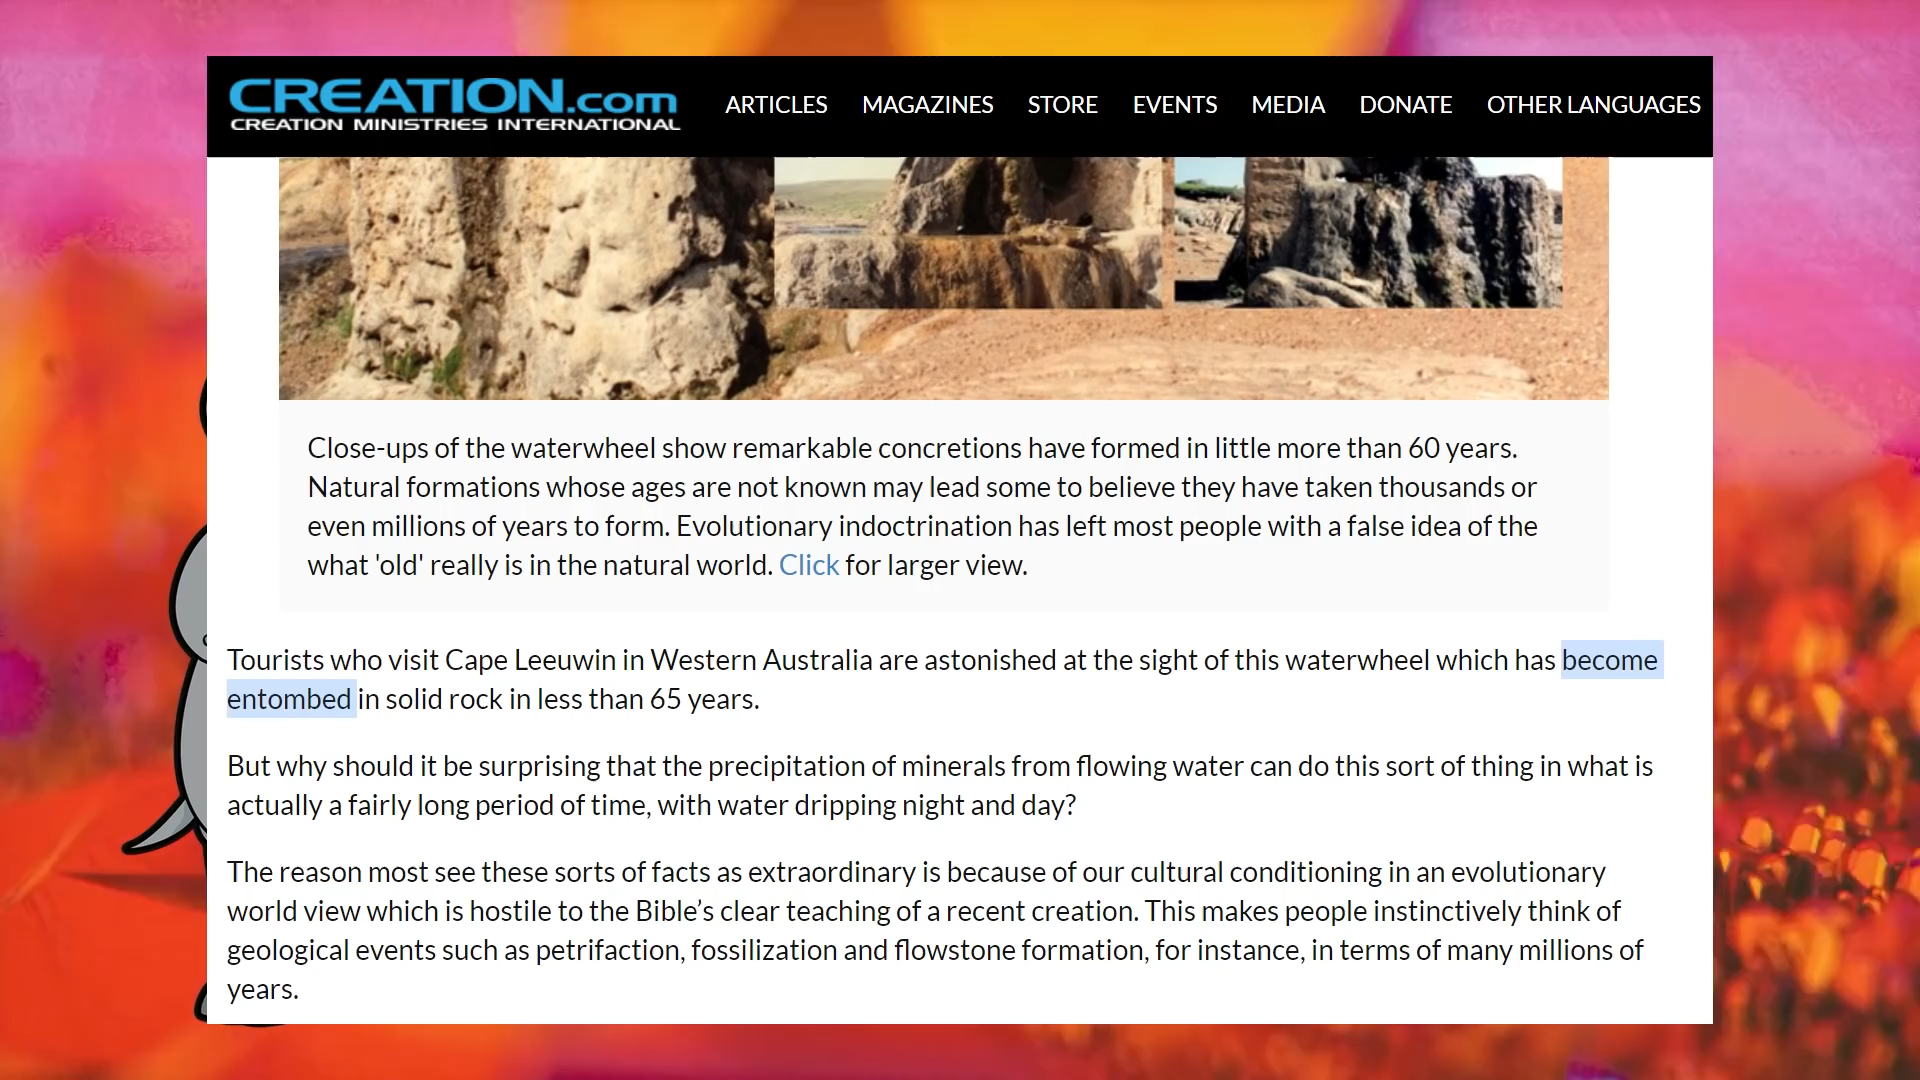 CREATION.com
CREATION MINISTRIES INTERNATIONAL
ARTICLES MAGAZINES STORE EVENTS MEDIA DONATE OTHER LANGUAGES
Close-ups of the waterwheel show remarkable concretions have formed in little more than 60 years.
Natural formations whose ages are not known may lead some to believe they have taken thousands or
even millions of years to form. Evolutionary indoctrination has left most people with a false idea of the
what 'old' really is in the natural world. Click for larger view.
Tourists who visit Cape Leeuwin in Western Australia are astonished at the sight of this waterwheel which has become
entombed in solid rock in less than 65 years.
But why should it be surprising that the precipitation of minerals from flowing water can do this sort of thing in what is
actually a fairly long period of time, with water dripping night and day?
The reason most see these sorts of facts as extraordinary is because of our cultural conditioning in an evolutionary
world view which is hostile to the Bible’s clear teaching of a recent creation. This makes people instinctively think of
geological events such as petrifaction, fossilization and flowstone formation, for instance, in terms of many millions of
years.